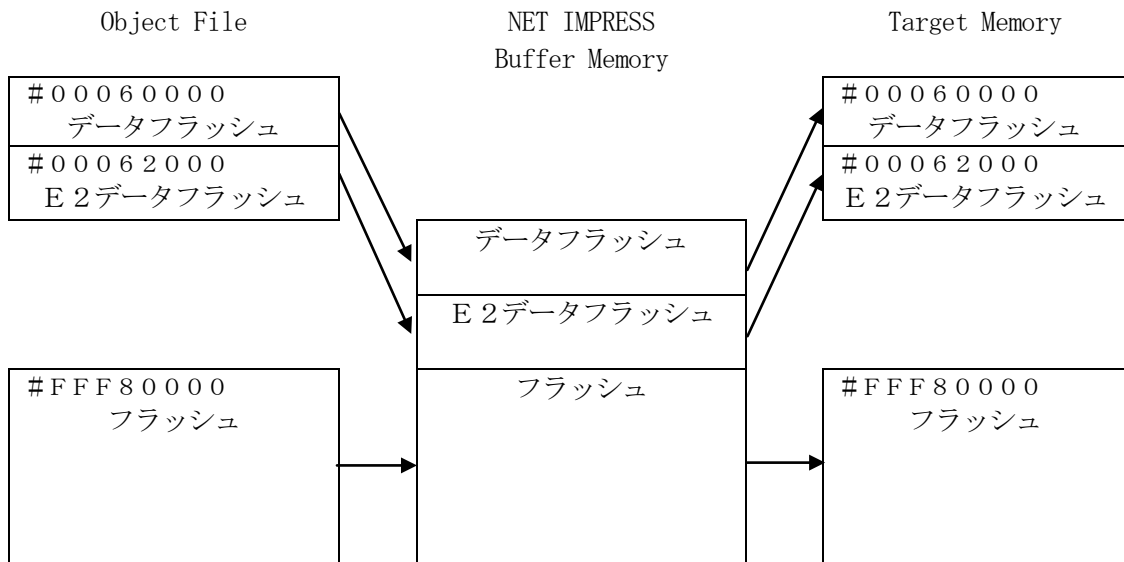 Object File
#00060000
データフラッシュ
#00062000
E2データフラッシュ
#FFF80000
フラッシュ
NET IMPRESS
Buffer Memory
データフラッシュ
E2データフラッシュ
フラッシュ
Target Memory
#00060000
データフラッシュ
#00062000
E2データフラッシュ
#FFF80000
フラッシュ